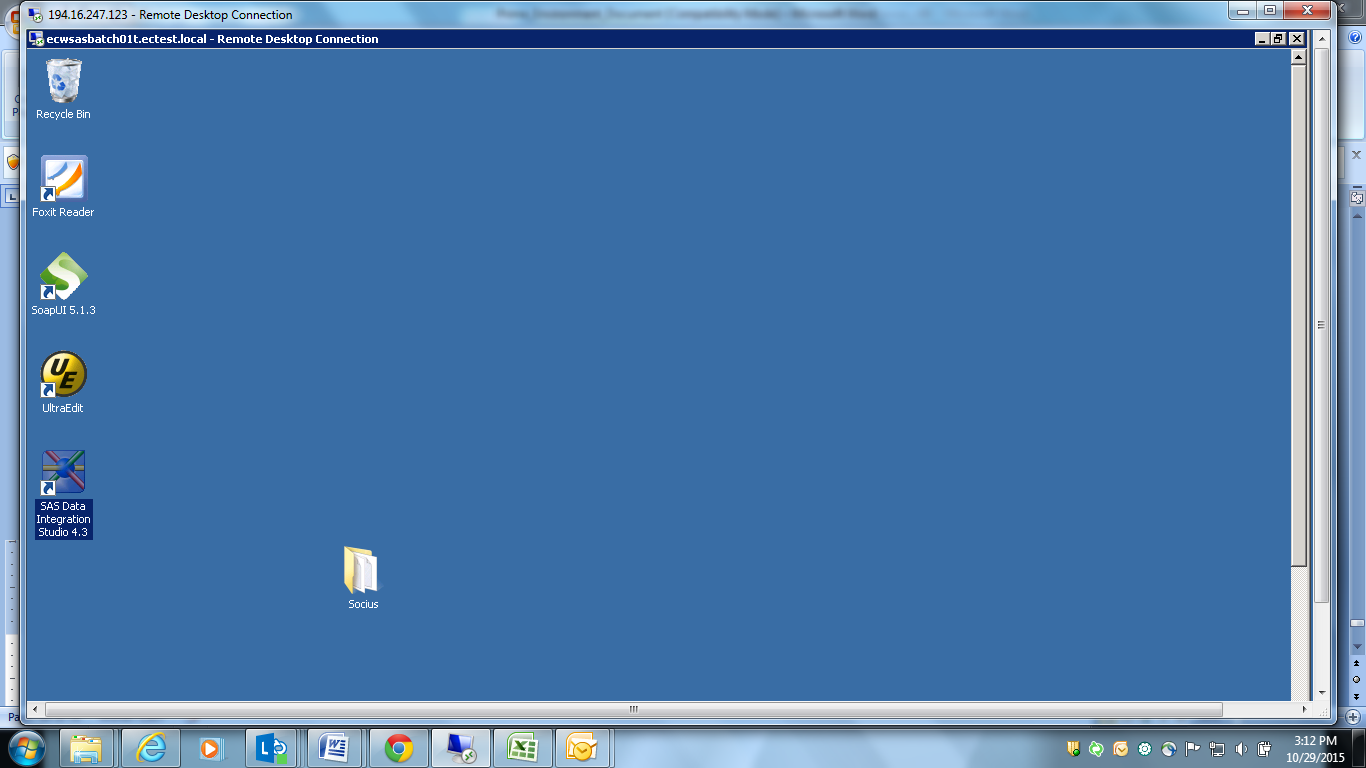 194.16.247.123 - Remote Desktop Connection
ecwsasbatch01t.ectest.local - Remote Desktop Connection
Recycle Bin
Foxit Reader
SoapUI 5.1.3
UE
UltraEdit
SAS Data
Integration
Studio 4.3
Socius
3:12 PM
10/29/2015